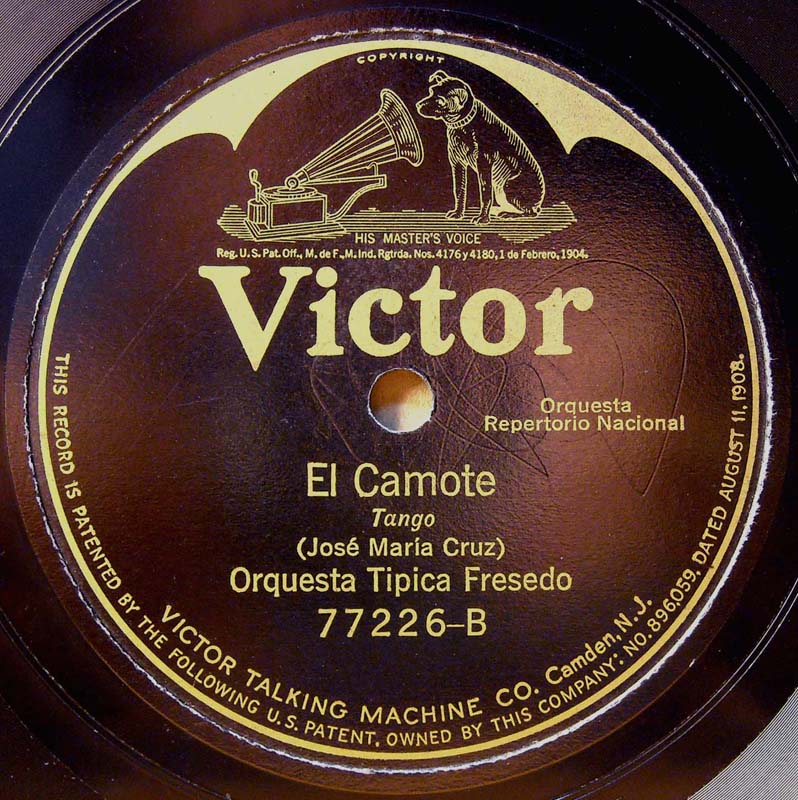 COPYRIGHT
HIS MASTER'S VOICE
Reg. U.S. Pat. Off., M. de F., M. Ind. Rgtrda. Nos. 4176 y 4180, 1 de Febrero, 1904.
Victor
Orquesta
Repertorio Nacional
El Camote
Tango
(José María Cruz)
Orquesta Tipica Fresedo
77226-B
VICTOR TALKING MACHINE CO. Camden, N.J.
THIS RECORD IS PATENTED BY THE FOLLOWING U.S. PATENT, OWNED BY THIS COMPANY: NO. 896,059, DATED AUGUST 11, 1908.